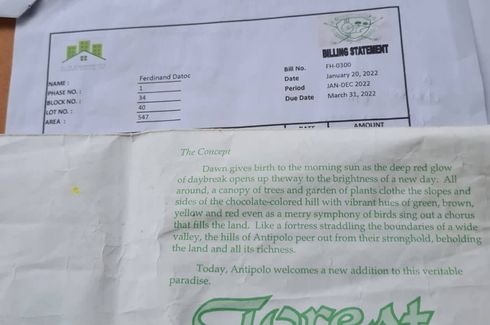 BILLING STATEMENT
NAME : Ferdinand Datoc
PHASE NO. : 1
BLOCK NO. : 34
LOT NO. : 40
AREA : 547
Bill No. FH-0300
Date January 20, 2022
Period JAN-DEC 2022
Due Date March 31, 2022
AMOUNT
The Concept
Dawn gives birth to the morning sun as the deep red glow
of daybreak opens up theway to the brightness of a new day. All
around, a canopy of trees and garden of plants clothe the slopes and
sides of the chocolate-colored hill with vibrant hues of green, brown,
yellow and red even as a merry symphony of birds sing out a chorus
that fills the land. Like a fortress straddling the boundaries of a wide
valley, the hills of Antipolo peer out from their stronghold, beholding
the land and all its richness.
Today, Antipolo welcomes a new addition to this veritable
paradise.
Forest